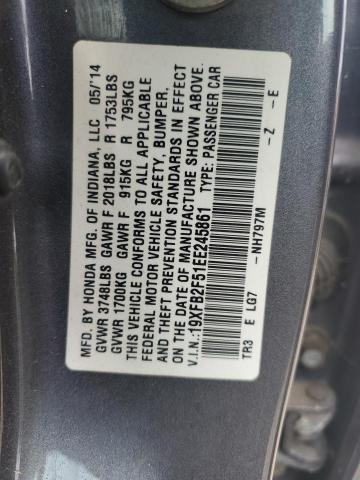 MFD. BY HONDA MFG. OF INDIANA, LLC 05/'14
GVWR 3748LBS GAWR F 2018LBS R 1753LBS
GVWR 1700KG GAWR F 915KG R 795KG
THIS VEHICLE CONFORMS TO ALL APPLICABLE
FEDERAL MOTOR VEHICLE SAFETY, BUMPER,
& THEFT PREVENTION STANDARDS IN EFFECT
ON THE DATE OF MANUFACTURE SHOWN ABOVE.
V.I.N.:19XFB2F51EE245861 TYPE: PASSENGER CAR
TR3 E LG7 -NH797M -Z -E